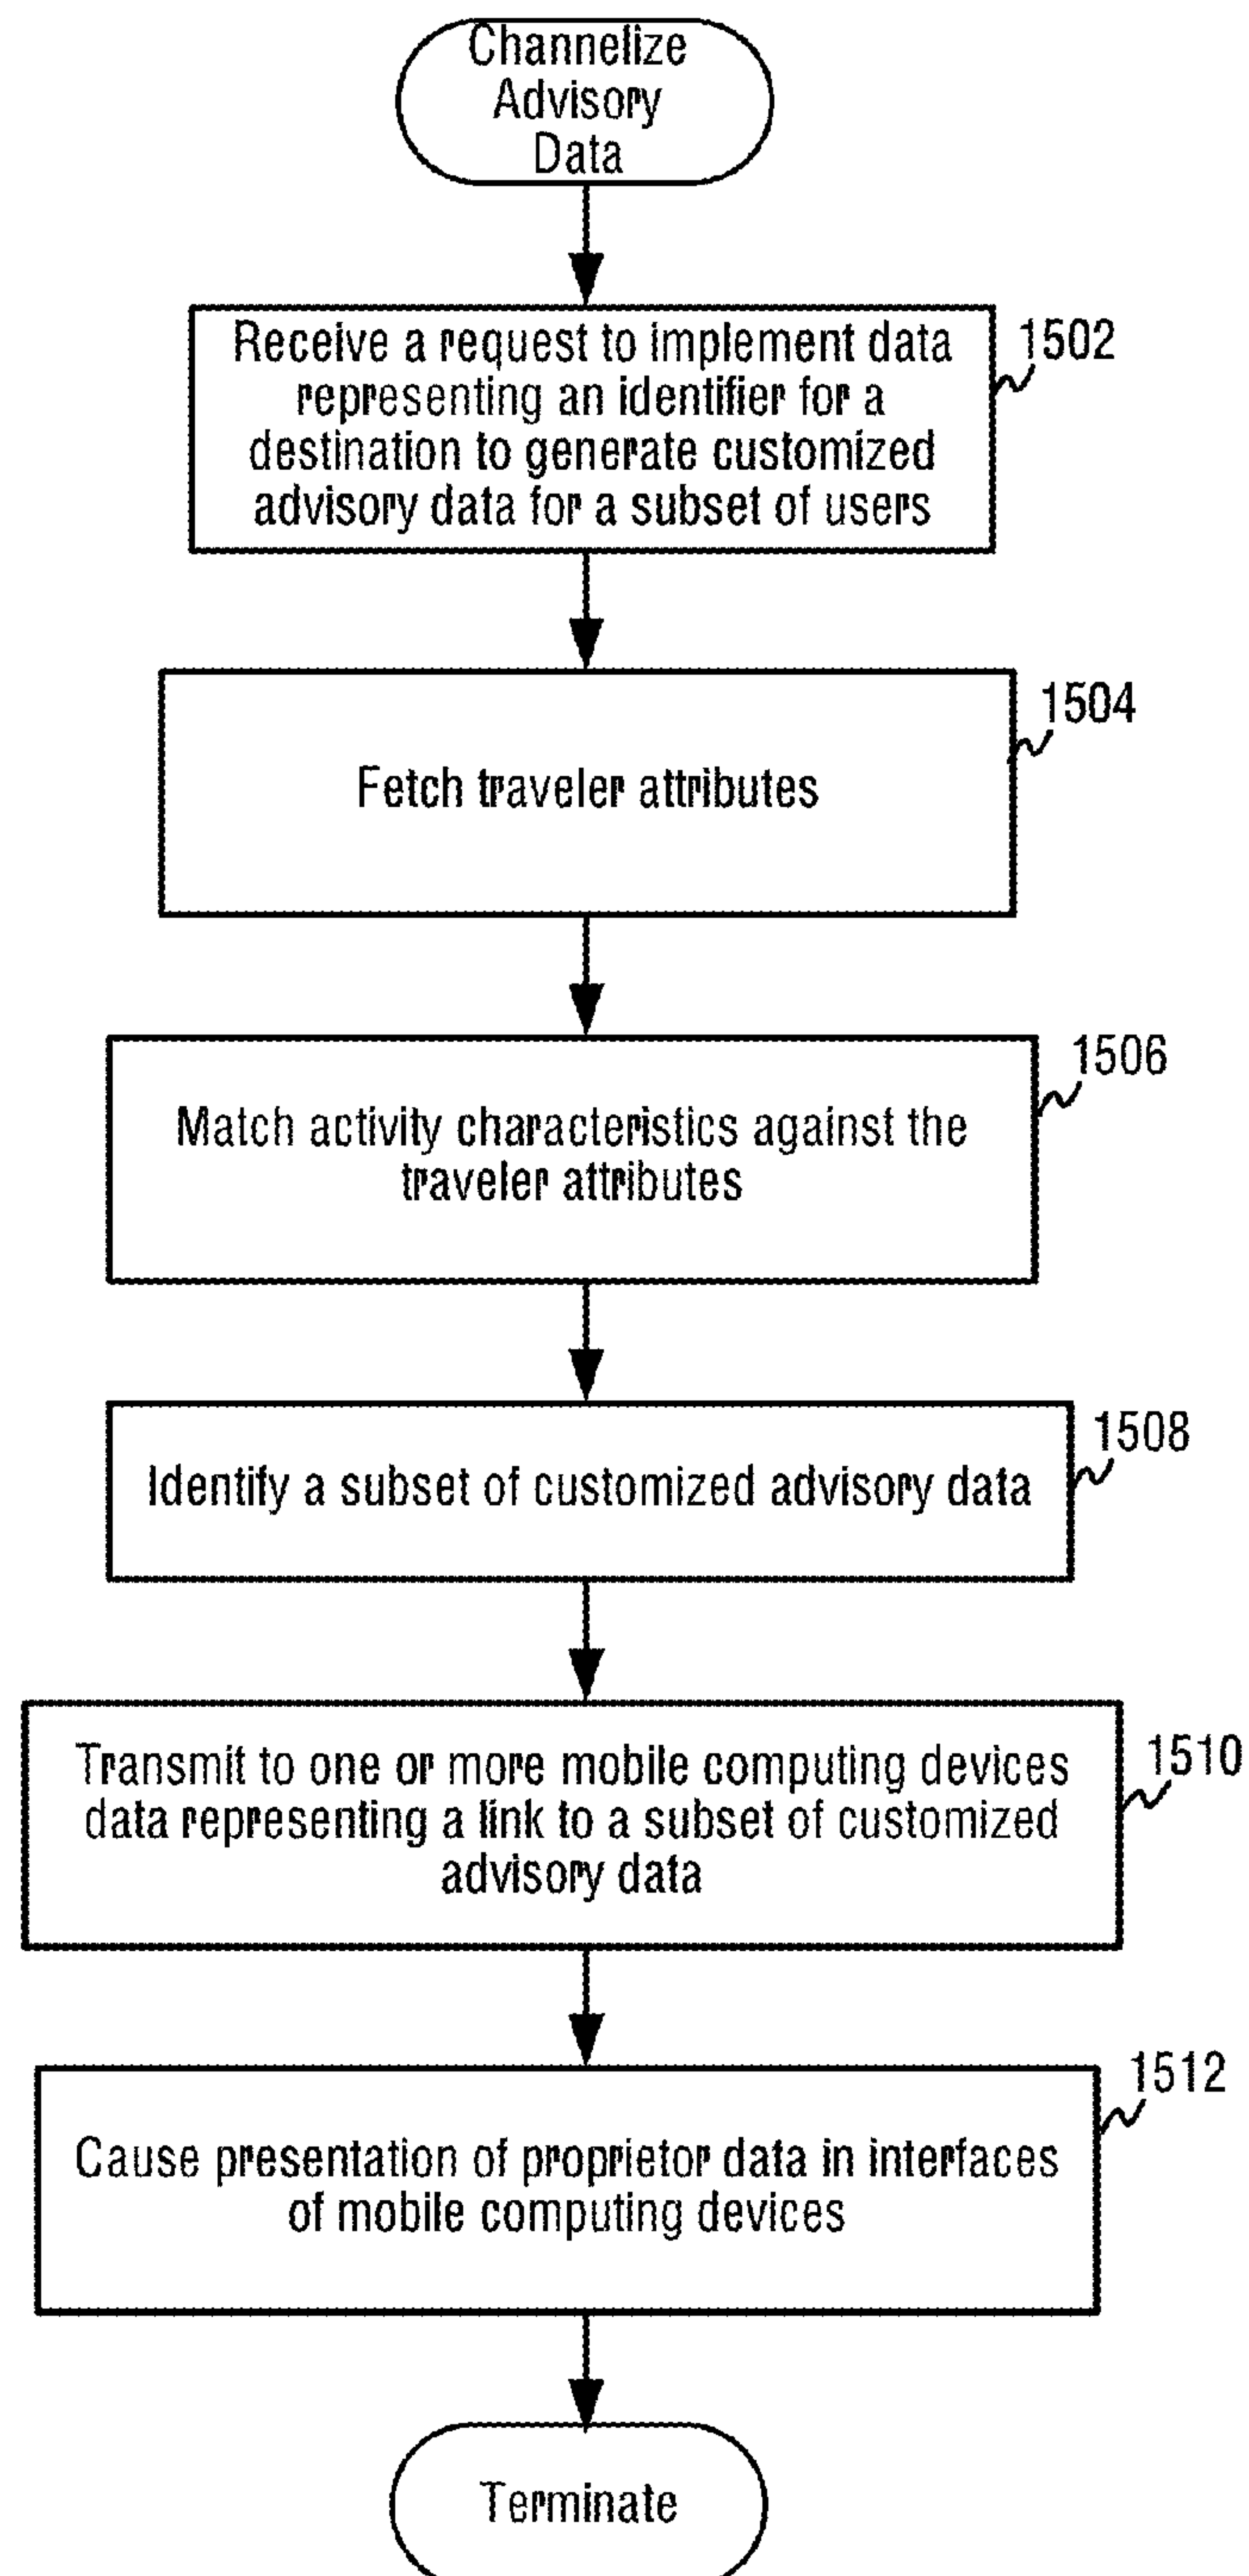 Channelize
Advisory
Data
Receive a request to implement data
representing an identifier for a
destination to generate customized
advisory data for a subset of users
1502
Fetch traveler attributes
1504
Match activity characteristics against the
traveler attributes
1506
Identify a subset of customized advisory data
1508
Transmit to one or more mobile computing devices
data representing a link to a subset of customized
advisory data
1510
Cause presentation of proprietor data in interfaces
of mobile computing devices
1512
Terminate